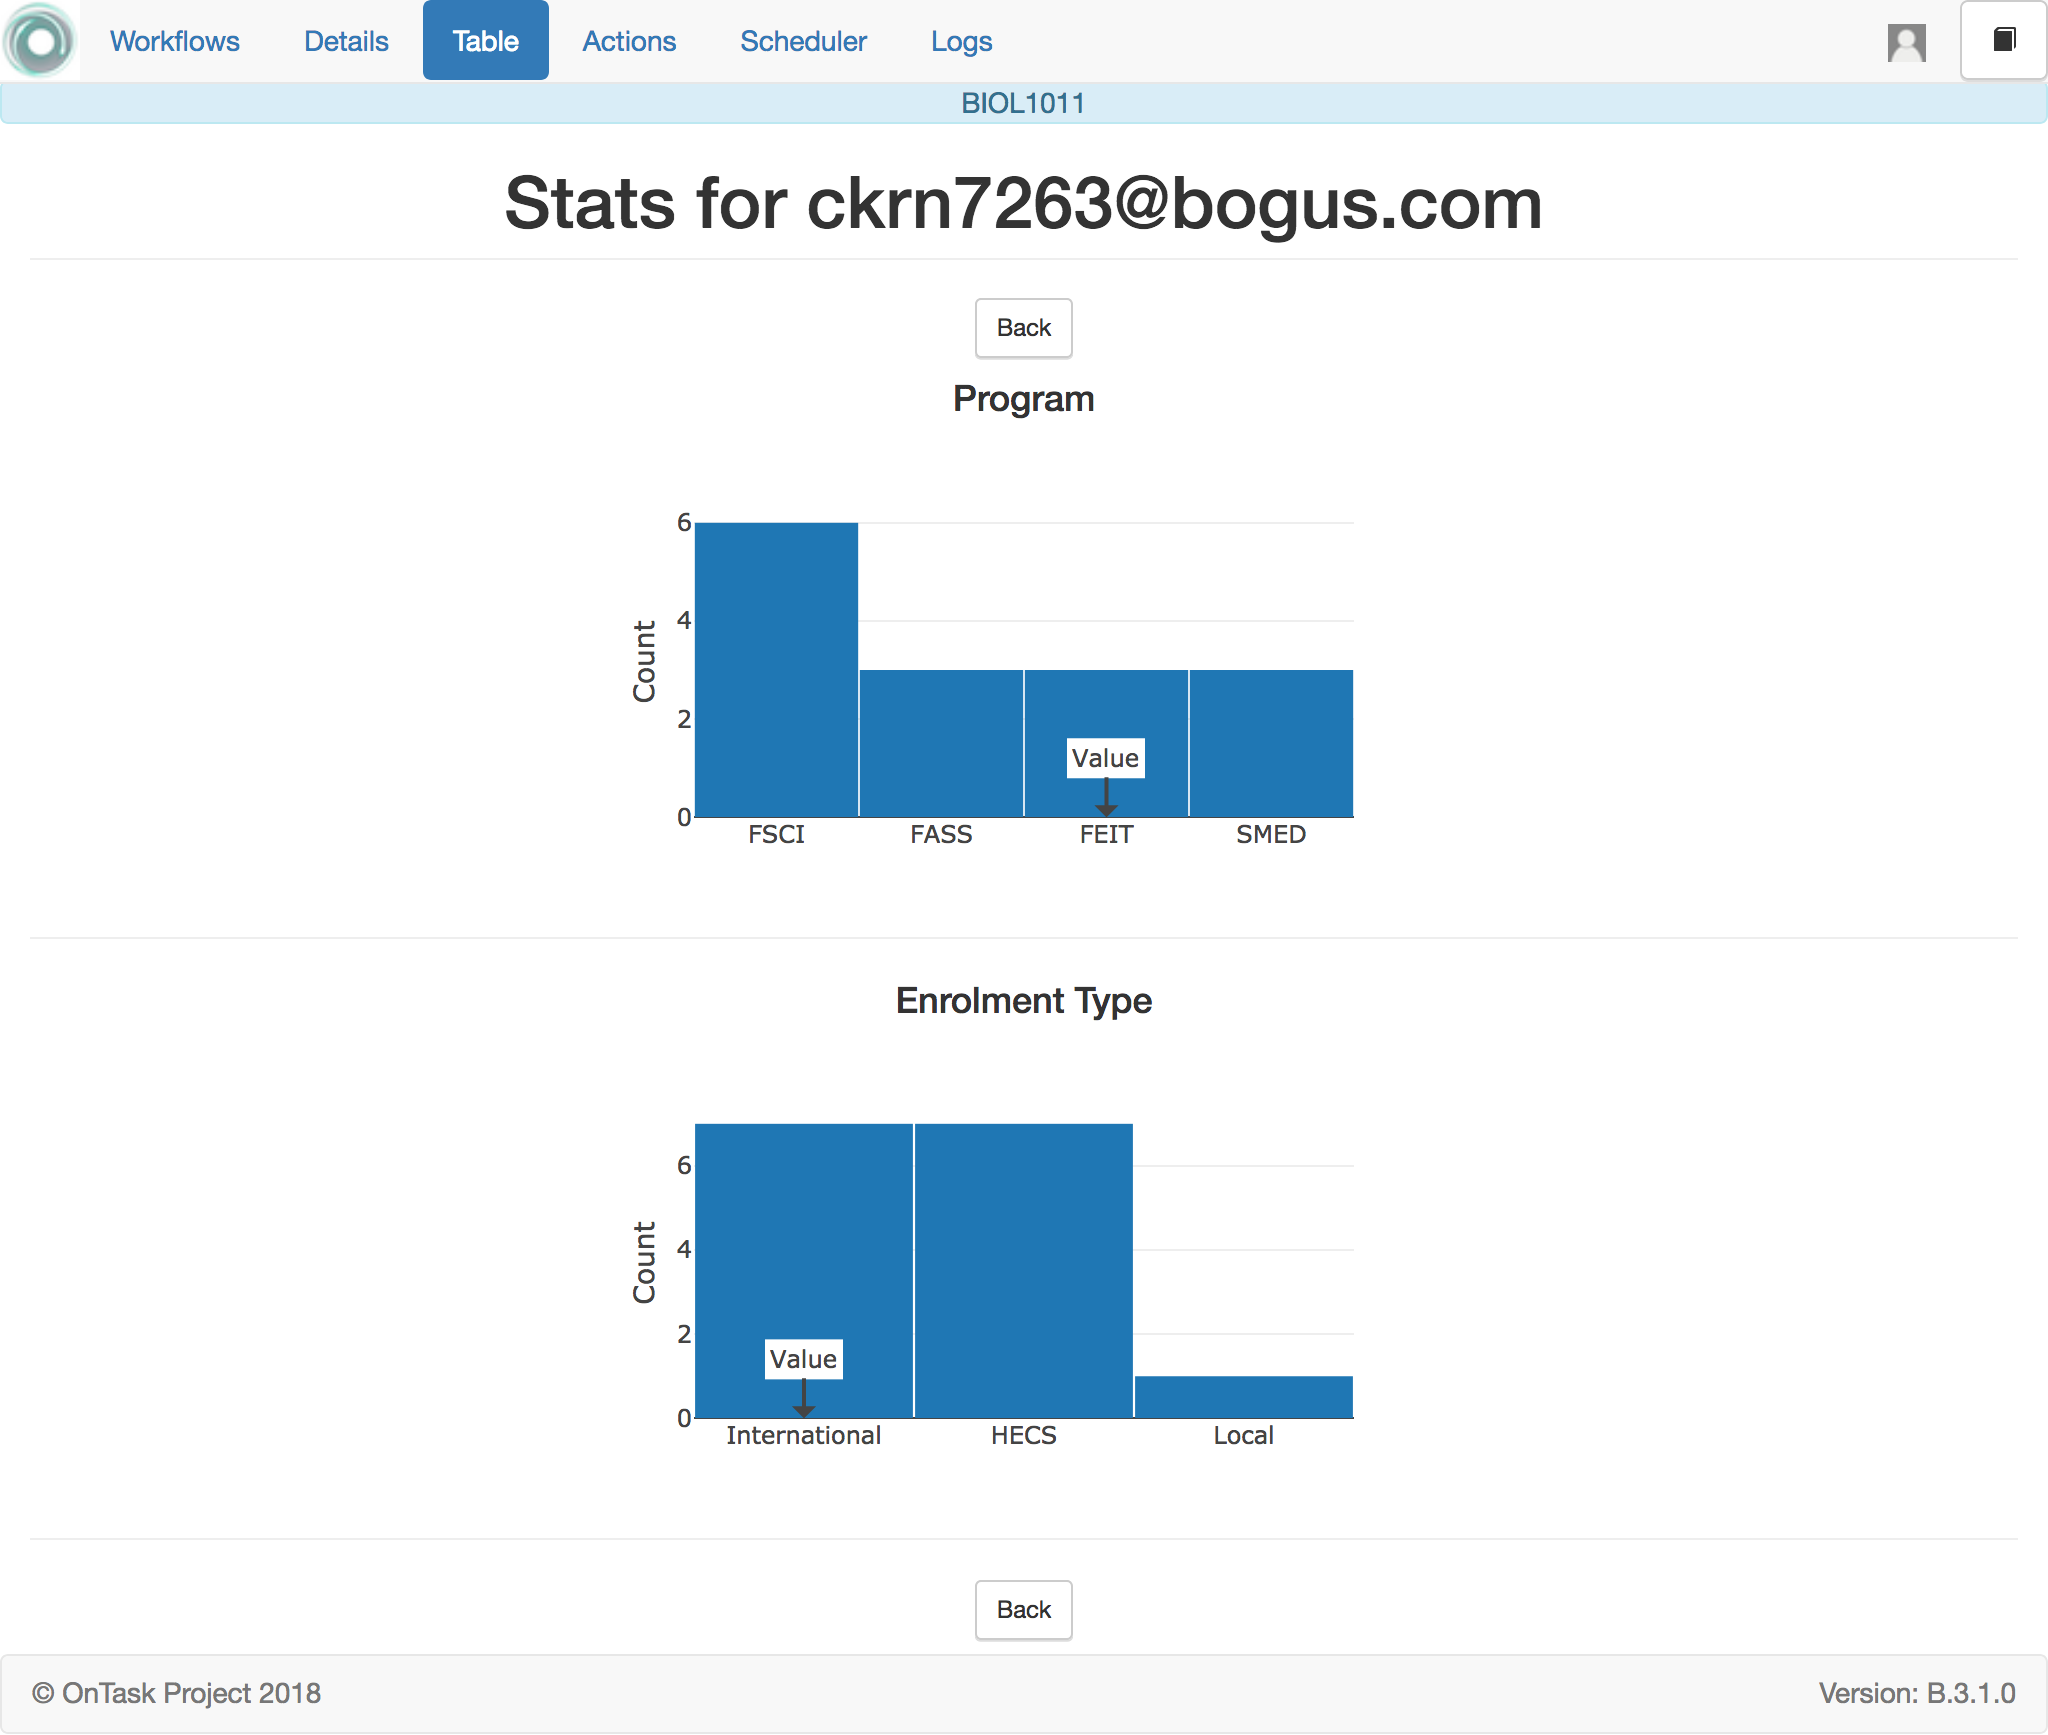 Workflows Details Table Actions Scheduler Logs
BIOL1011
Stats for ckrn7263@bogus.com
Back
Program
6
4
2
0
Count
Value
FSCI FASS FEIT SMED
Enrolment Type
6
4
2
0
Count
Value
International HECS Local
Back
© OnTask Project 2018 Version: B.3.1.0